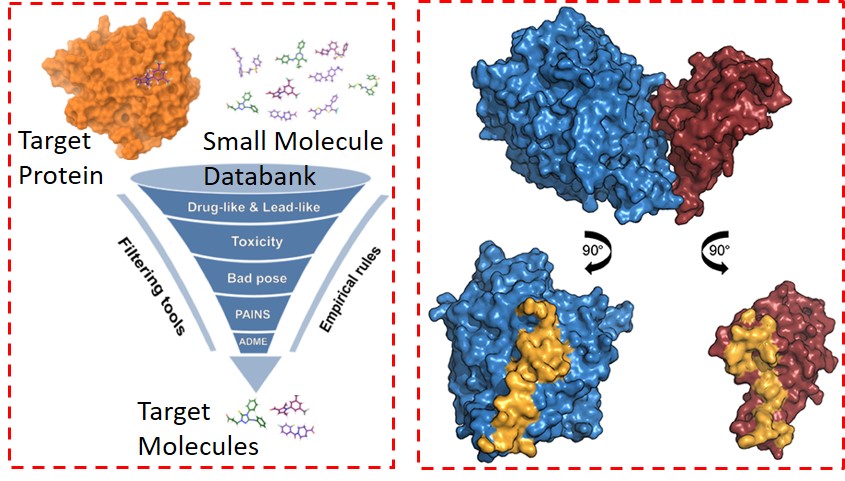 Target
Protein
Small Molecule
Databank
Drug-like & Lead-like
Toxicity
Bad pose
PAINS
ADME
Filtering tools
Empirical rules
Target
Molecules
90°
90°